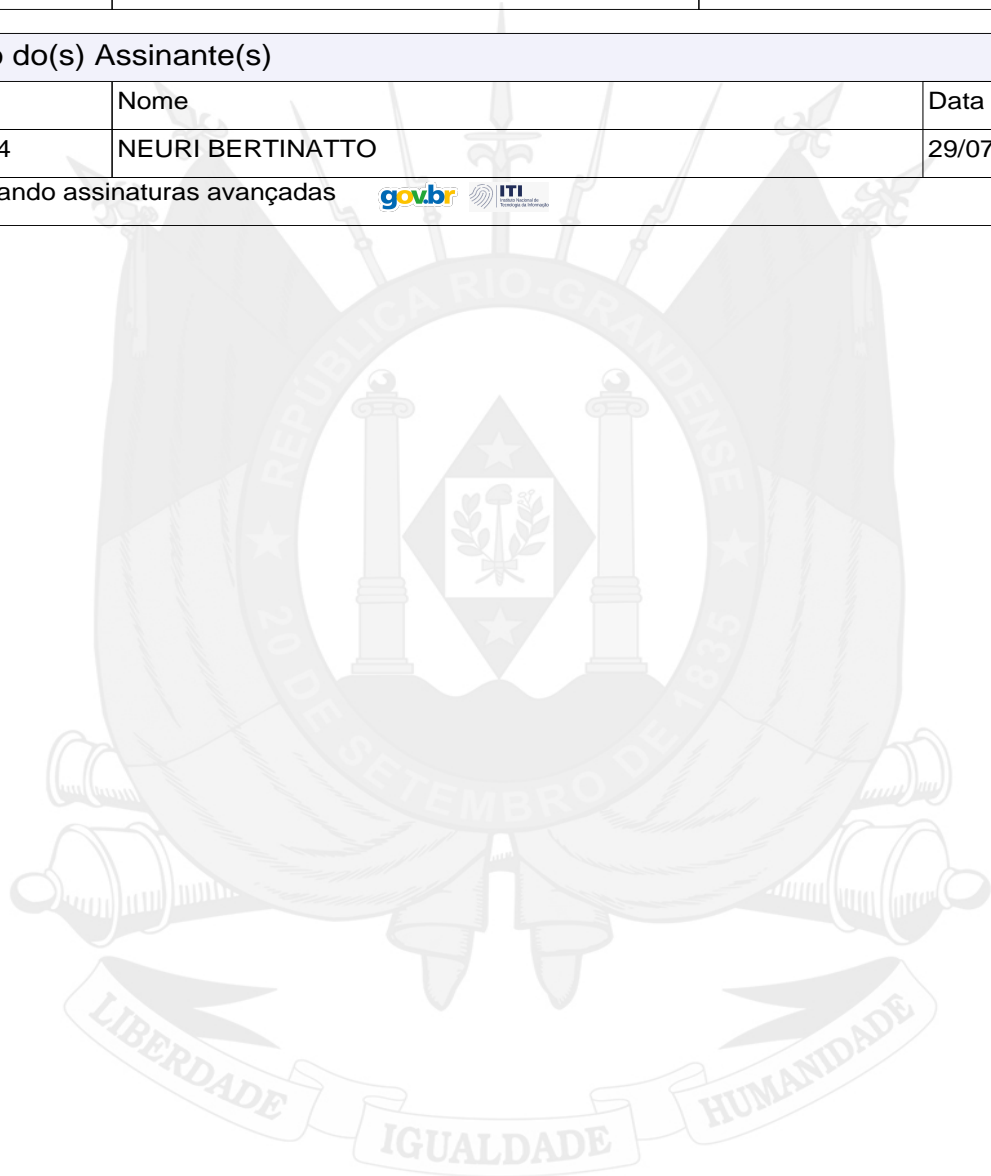 o do(s) Assinante(s)
Nome Data
4 NEURI BERTINATTO 29/07
ando assinaturas avançadas gov.br ITI
REPÚBLICA RIO-GRANDENSE
20 DE SETEMBRO DE 1835
LIBERDADE IGUALDADE HUMANIDADE